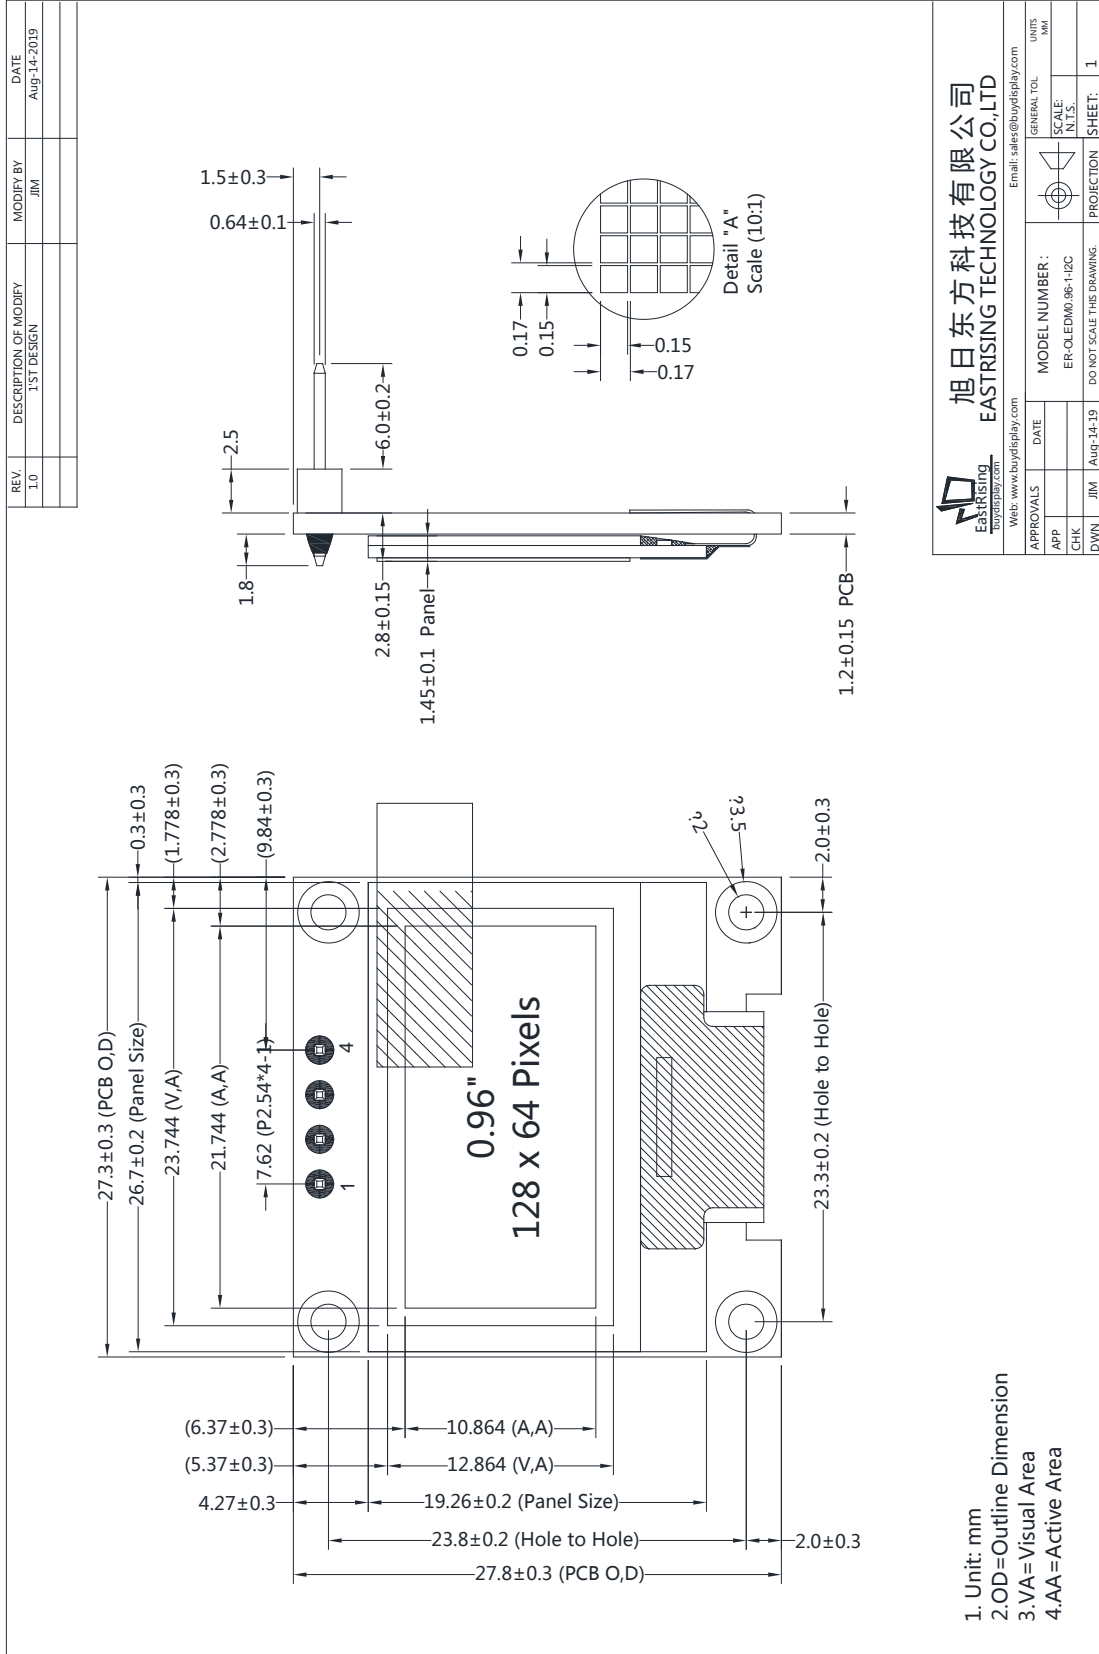 REV.
DESCRIPTION OF MODIFY
MODIFY BY
DATE
1.0
1'ST DESIGN
JIM
Aug-14-2019
27.3±0.3 (PCB O,D)
26.7±0.2 (Panel Size)
0.3±0.3
23.744 (V,A)
(1.778±0.3)
21.744 (A,A)
(2.778±0.3)
7.62 (P2.54*4-1)
(9.84±0.3)
1
4
0.96"
128 x 64 Pixels
?2
?3.5
23.3±0.2 (Hole to Hole)
2.0±0.3
(6.37±0.3)
10.864 (A,A)
(5.37±0.3)
12.864 (V,A)
4.27±0.3
19.26±0.2 (Panel Size)
23.8±0.2 (Hole to Hole)
2.0±0.3
27.8±0.3 (PCB O,D)
1.5±0.3
0.64±0.1
2.5
6.0±0.2
1.8
2.8±0.15
1.45±0.1 Panel
1.2±0.15 PCB
0.17
0.15
0.15
0.17
Detail "A"
Scale (10:1)
1. Unit: mm
2.OD=Outline Dimension
3.VA=Visual Area
4.AA=Active Area
EastRising
buydisplay.com
旭日东方科技有限公司
EASTRISING TECHNOLOGY CO.,LTD
Web: www.buydisplay.com
Email: sales@buydisplay.com
APPROVALS
DATE
MODEL NUMBER :
GENERAL TOL.
UNITS
MM
APP
ER-OLEDM0.96-1-I2C
SCALE:
N.T.S.
CHK
DWN
JIM
Aug-14-19
DO NOT SCALE THIS DRAWING.
PROJECTION
SHEET:
1